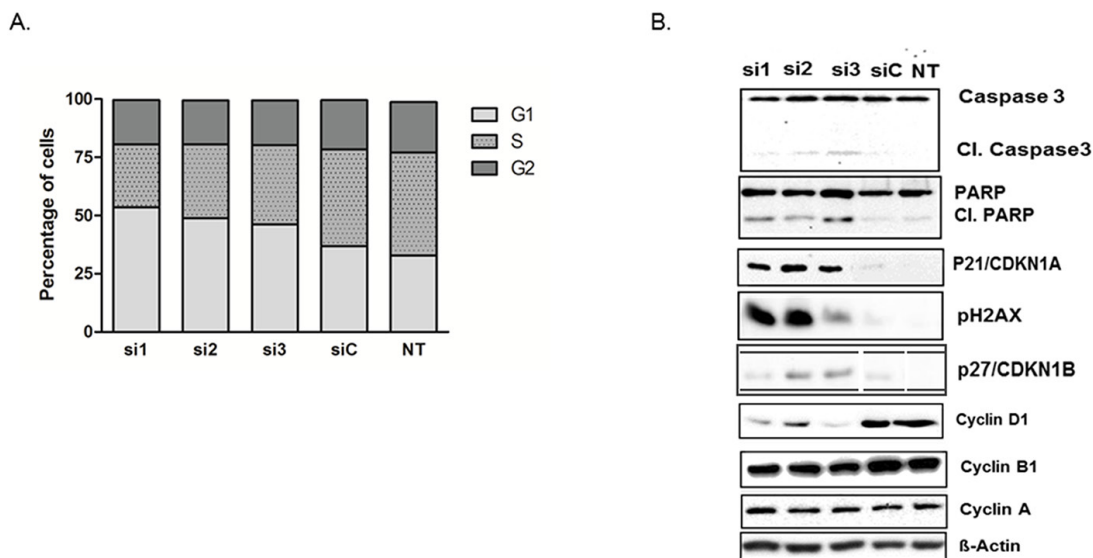 A.
Percentage of cells
100
75
50
25
0
si1 si2 si3 siC NT
G1
S
G2
B.
si1 si2 si3 siC NT
Caspase 3
Cl. Caspase3
PARP
Cl. PARP
P21/CDKN1A
pH2AX
p27/CDKN1B
Cyclin D1
Cyclin B1
Cyclin A
ß-Actin